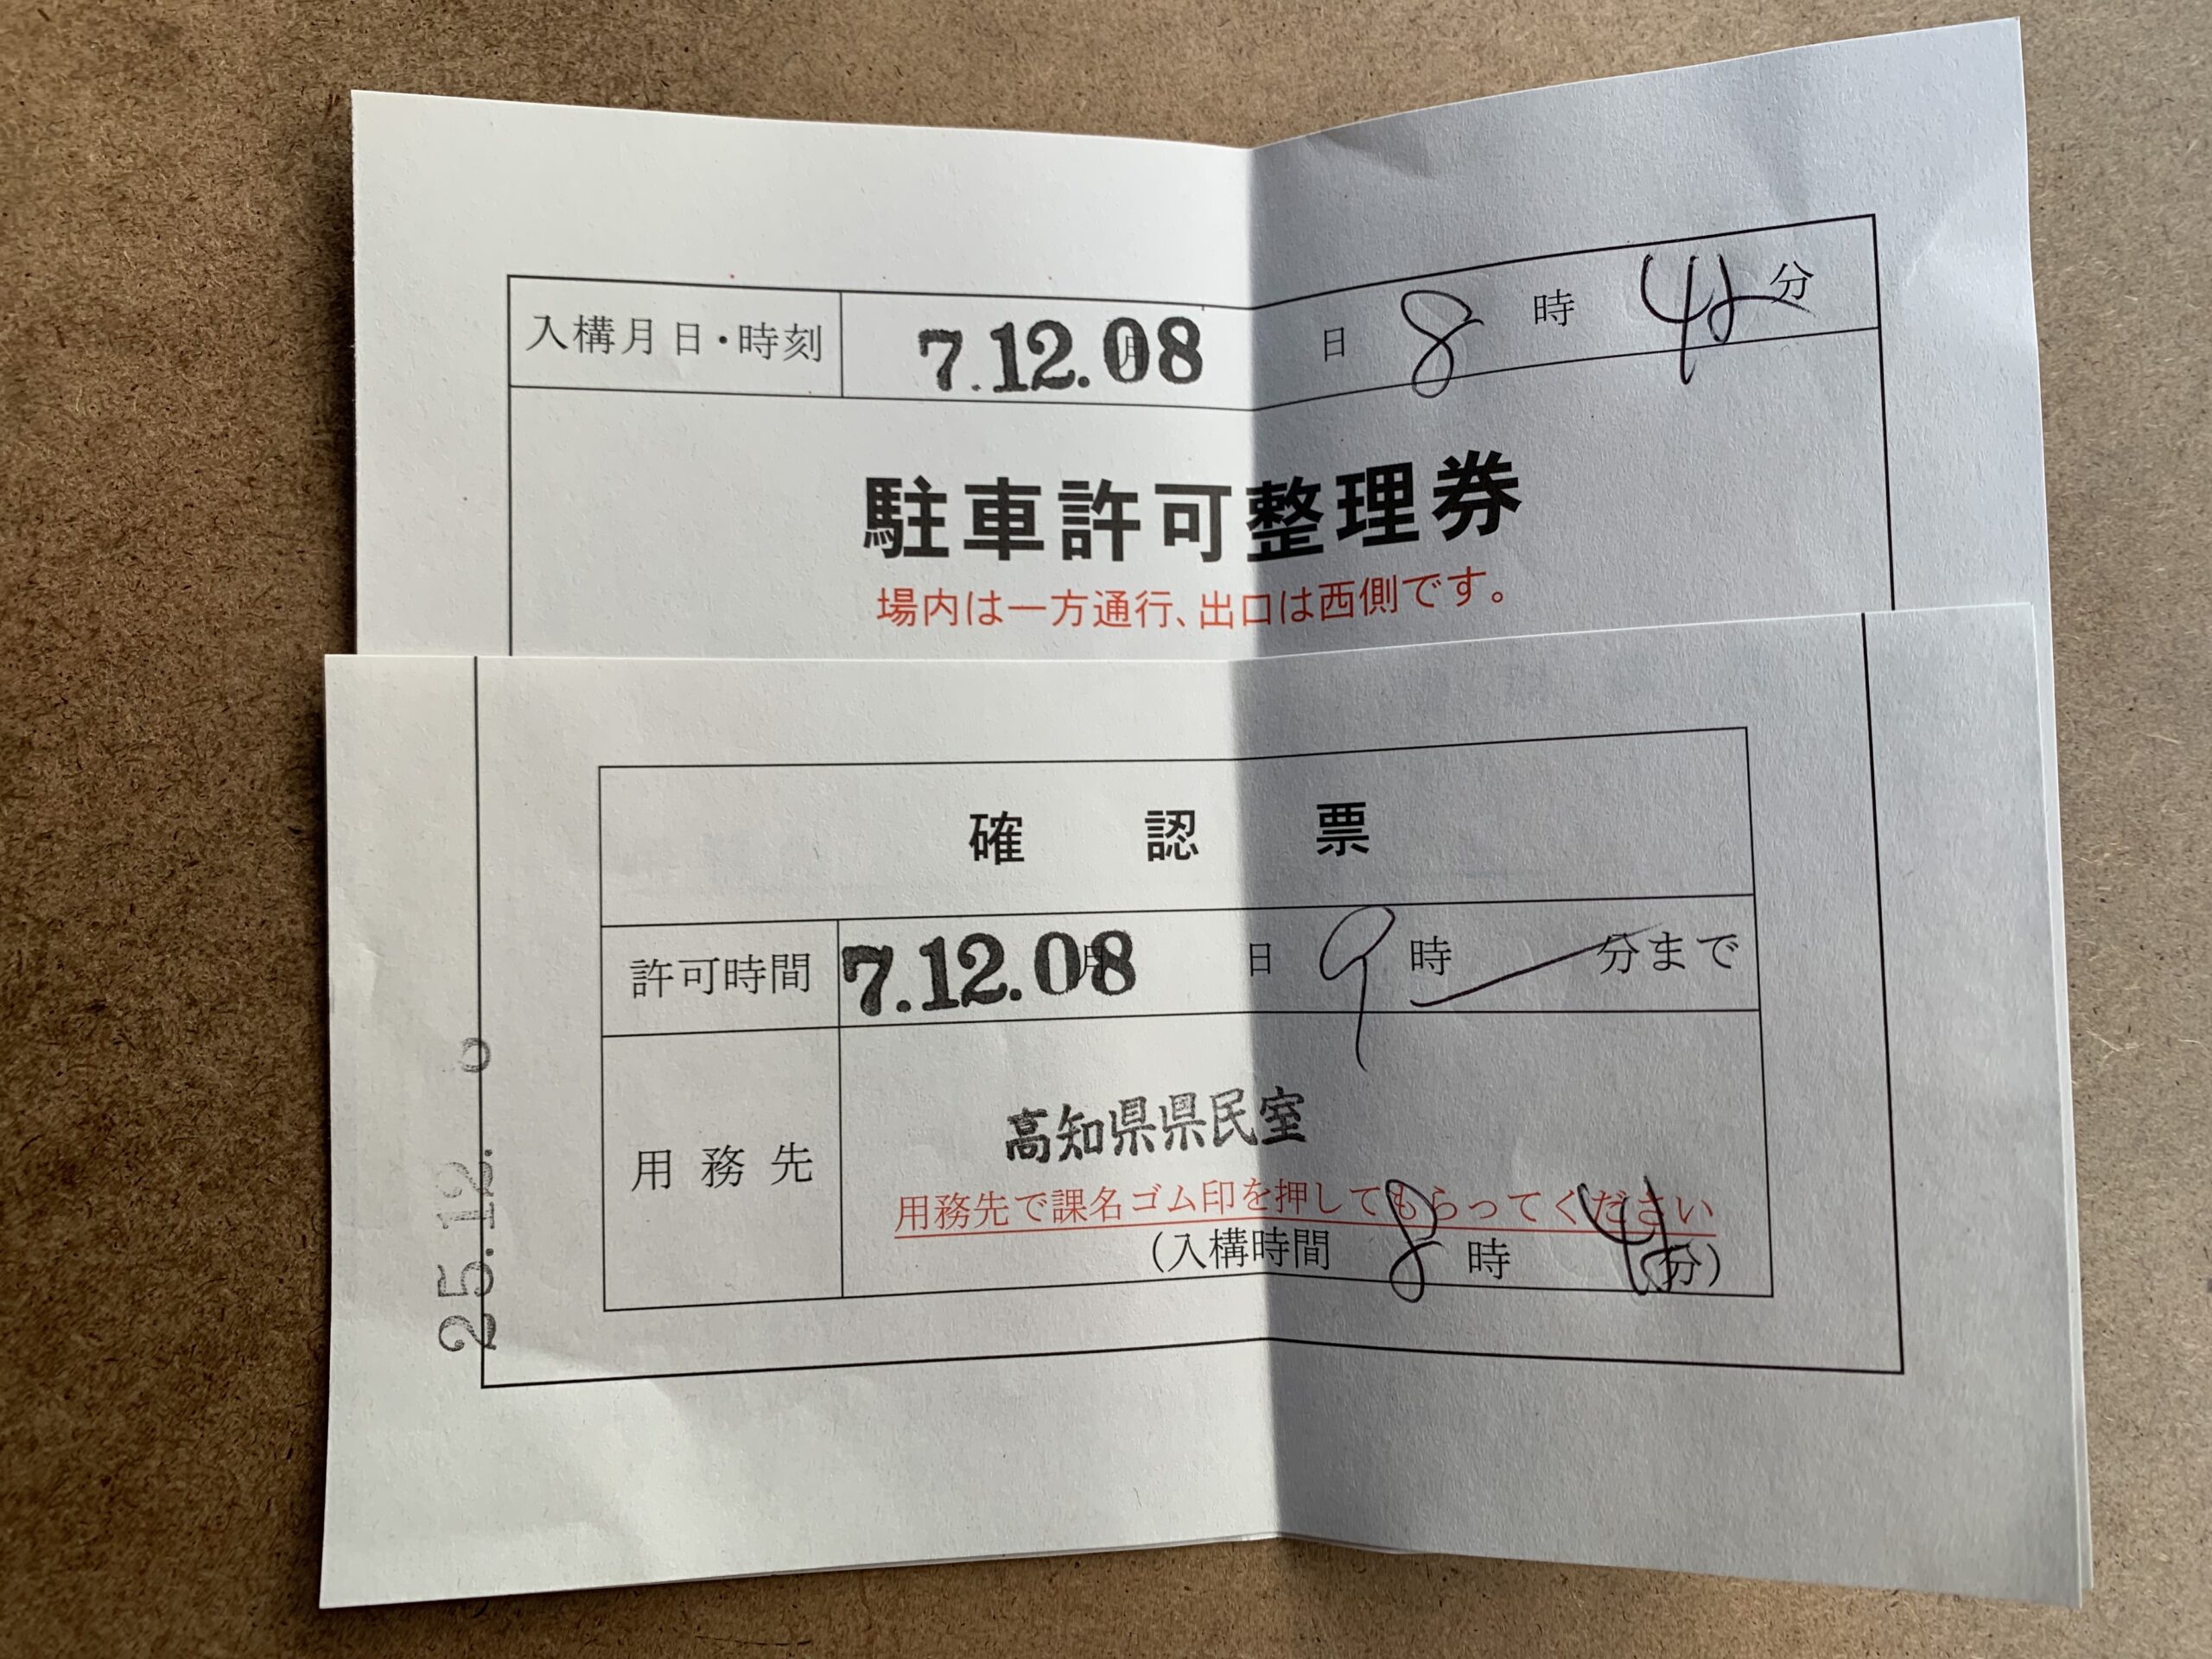 入構月日・時刻 7.12.08 月 日 8 時 42 分
駐車許可整理券
場内は一方通行、出口は西側です。
確認票
許可時間 7.12.08 月 日 9 時 分まで
高知県県民室
用務先
用務先で課名ゴム印を押してもらってください
(入構時間 8 時 分)
25.12.